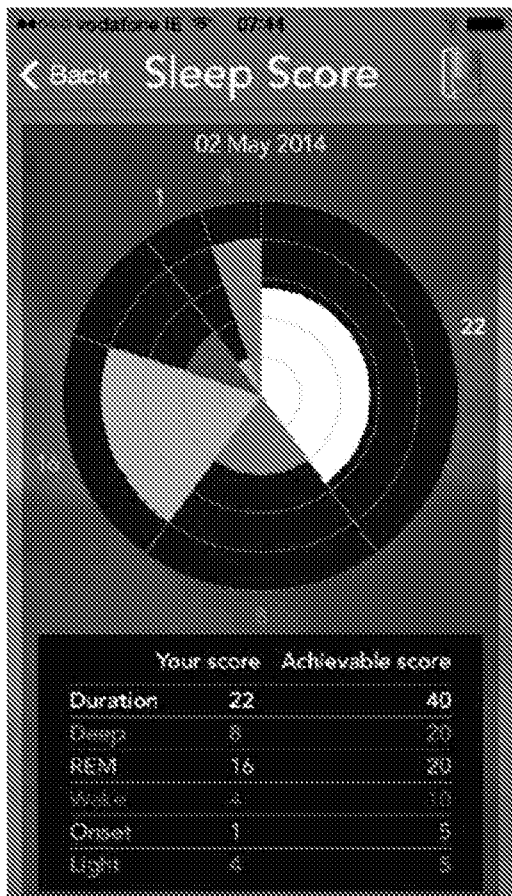 vodafone IE 07:44
Back Sleep Score
02 May 2014
1
22
Your score Achievable score
Duration 22 40
Deep 8 20
REM 16 20
Wake 4 10
Onset 1 5
Light 4 5